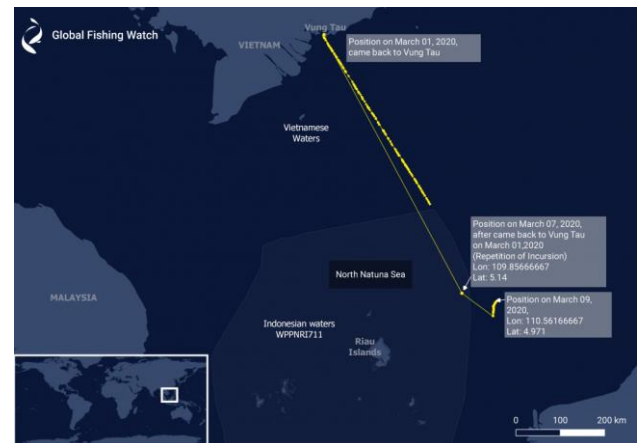 Global Fishing Watch
Vung Tau
VIETNAM
Position on March 01, 2020,
came back to Vung Tau
Vietnamese
Waters
Position on March 07, 2020,
after came back to Vung Tau
on March 01,2020
(Repetition of Incursion)
Lon: 109.85666667
Lat: 5.14
North Natuna Sea
MALAYSIA
Position on March 09,
2020,
Lon: 110.56166667
Lat: 4.971
Indonesian waters
WPPNRI711
Riau
Islands
0 100 200 km